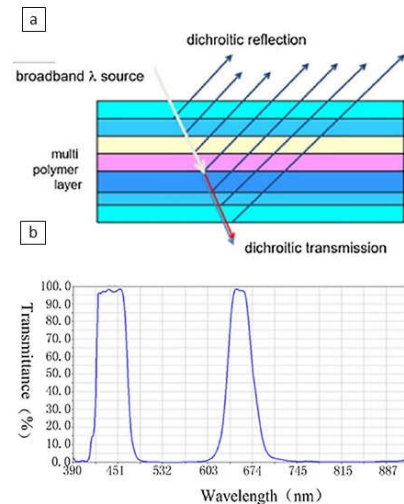 a
dichroitic reflection
broadband λ source
multi
polymer
layer
dichroitic transmission
b
Transmitance (%)
100.0
90.0
80.0
70.0
60.0
50.0
40.0
30.0
20.0
10.0
0.0
390 451 532 603 674 745 815 887
Wavelength (nm)